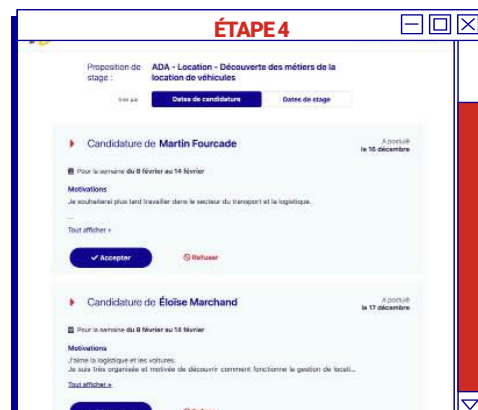 ÉTAPE 4
Proposition de stage :
ADA - Location - Découverte des métiers de la location de véhicules
trier par
Dates de candidature
Dates de stage
Candidature de Martin Fourcade
A postulé
le 16 décembre
Pour la semaine du 8 février au 14 février
Motivations
Je souhaiterai plus tard travailler dans le secteur du transport et la logistique.
...
Tout afficher +
Accepter
Refuser
Candidature de Éloïse Marchand
A postulé
le 17 décembre
Pour la semaine du 8 février au 14 février
Motivations
J'aime la logistique et les voitures.
Je suis très organisée et motivée de découvrir comment fonctionne la gestion de locati...
Tout afficher +